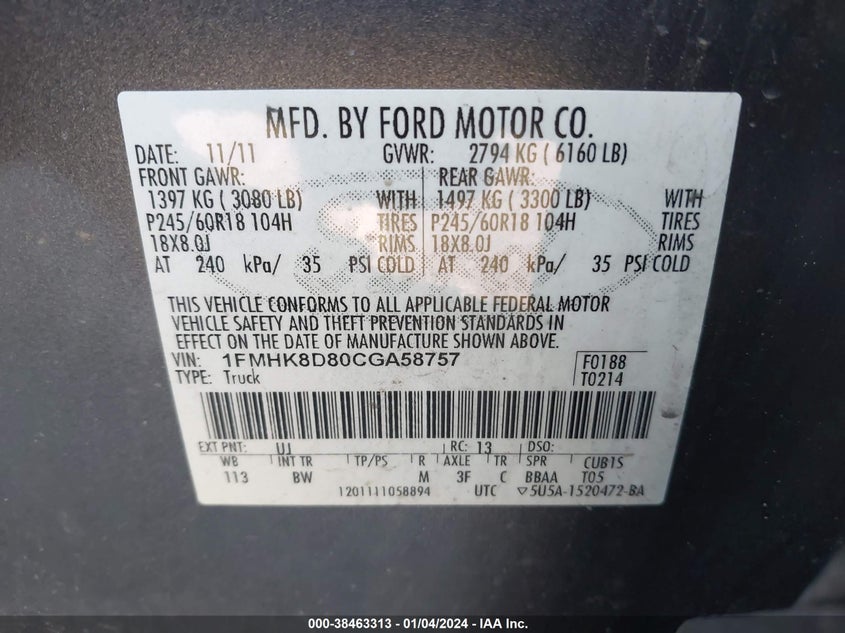 MFD. BY FORD MOTOR CO.
DATE: 11/11 GVWR: 2794 KG ( 6160 LB)
FRONT GAWR: REAR GAWR:
1397 KG ( 3080 LB) WITH 1497 KG ( 3300 LB) WITH
P245/60R18 104H TIRES P245/60R18 104H TIRES
18X8.0J RIMS 18X8.0J RIMS
AT 240 kPa/ 35 PSI COLD AT 240 kPa/ 35 PSI COLD
THIS VEHICLE CONFORMS TO ALL APPLICABLE FEDERAL MOTOR
VEHICLE SAFETY AND THEFT PREVENTION STANDARDS IN
EFFECT ON THE DATE OF MANUFACTURE SHOWN ABOVE.
VIN: 1FMHK8D80CGA58757 F0188
TYPE: Truck T0214
EXT PNT: UJ RC: 13 DSO:
WB INT TR TP/PS R AXLE TR SPR CUB1S
113 BW M 3F C BBAA T05
1201111058894 UTC ▽5U5A-1520472-BA
000-38463313 - 01/04/2024 - IAA Inc.